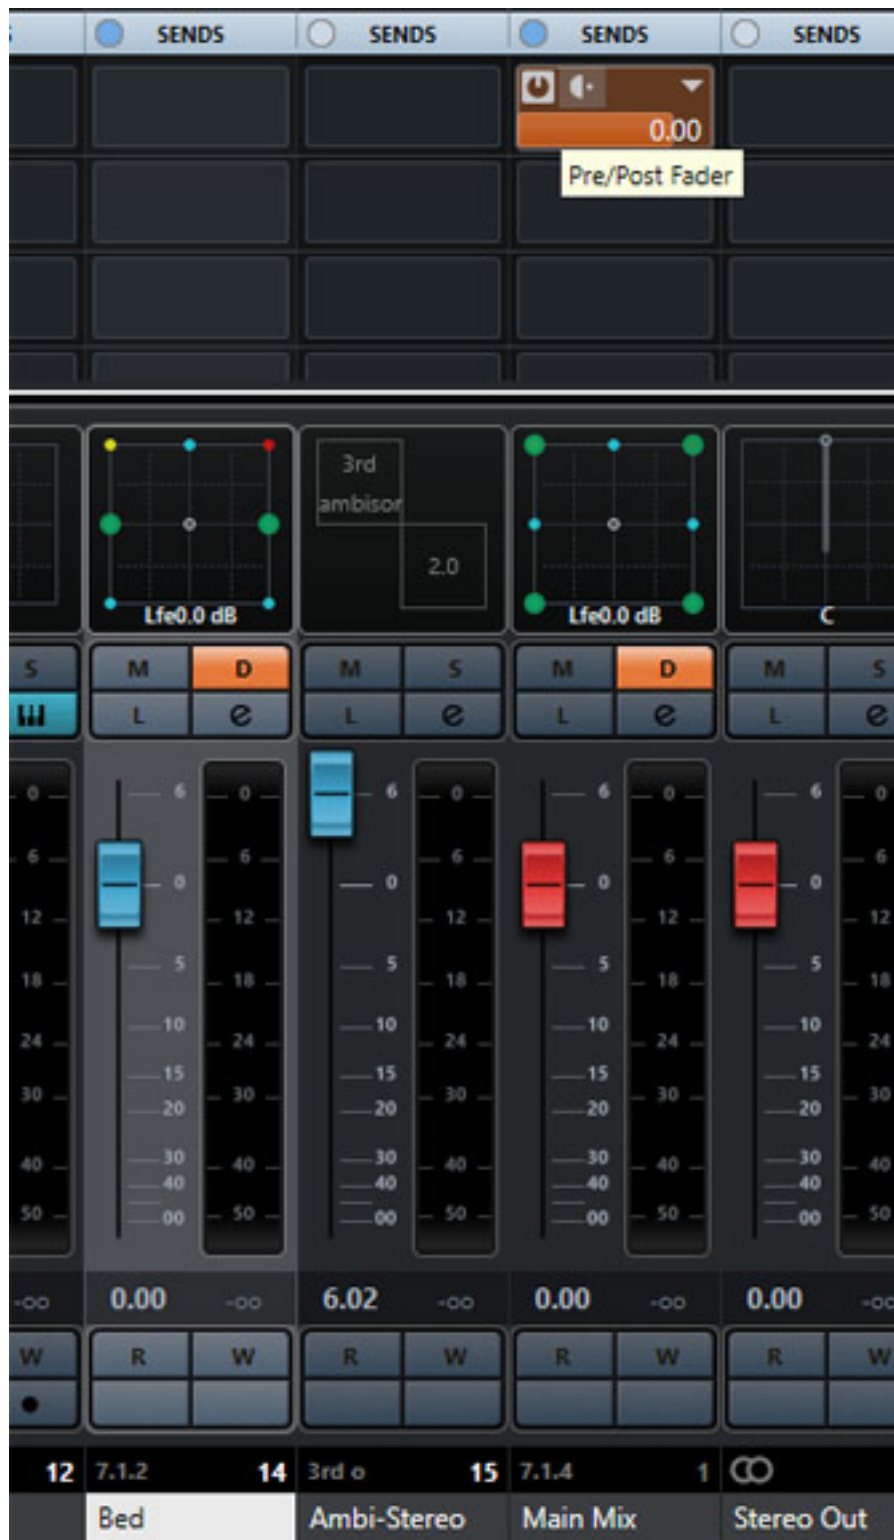 S SENDS SENDS SENDS SENDS
0.00
Pre/Post Fader
3rd
ambisor
2.0
Lfe0.0 dB Lfe0.0 dB C
S M D M S M D M S
L e L e L e L e
0 6 0 6 0 6 0 6 0
6 0 6 0 6 0 6 0 6
12 12 12 12 12
5 5 5 5
18 18 18 18 18
10 10 10 10
24 24 24 24 24
15 15 15 15
30 30 30 30 30
20 20 20 20
30 30 30 30
40 40 40 40 40
40 40 40 40
50 50 50 50 50
00 00 00 00
-oo 0.00 -oo 6.02 -oo 0.00 -oo 0.00 -oo
W R W R W R W R W
12 7.1.2 14 3rd o 15 7.1.4 1
Bed Ambi-Stereo Main Mix Stereo Out